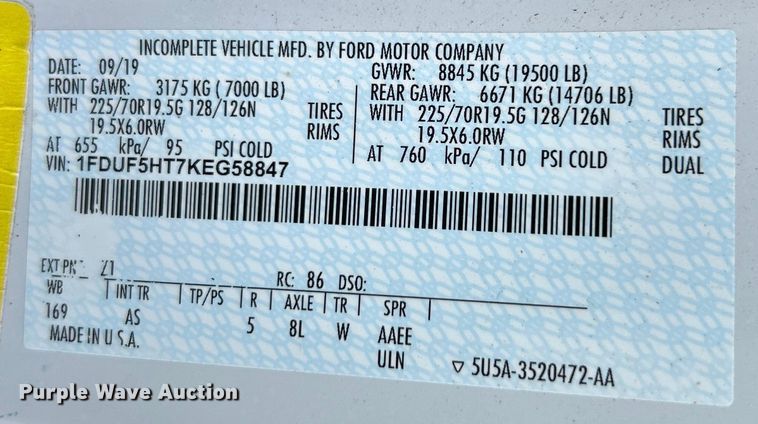 INCOMPLETE VEHICLE MFD. BY FORD MOTOR COMPANY
DATE: 09/19 GVWR: 8845 KG (19500 LB)
FRONT GAWR: 3175 KG ( 7000 LB) REAR GAWR: 6671 KG (14706 LB)
WITH 225/70R19.5G 128/126N TIRES WITH 225/70R19.5G 128/126N TIRES
19.5X6.0RW RIMS 19.5X6.0RW RIMS
AT 655 kPa/ 95 PSI COLD AT 760 kPa/ 110 PSI COLD DUAL
VIN: 1FDUF5HT7KEG58847
EXT PN Z1 RC: 86 DSO:
WB INT TR TP/PS R AXLE TR SPR
169 AS 5 8L W AAEE
MADE IN U.S.A. ULN ▽ 5U5A-3520472-AA
Purple Wave Auction